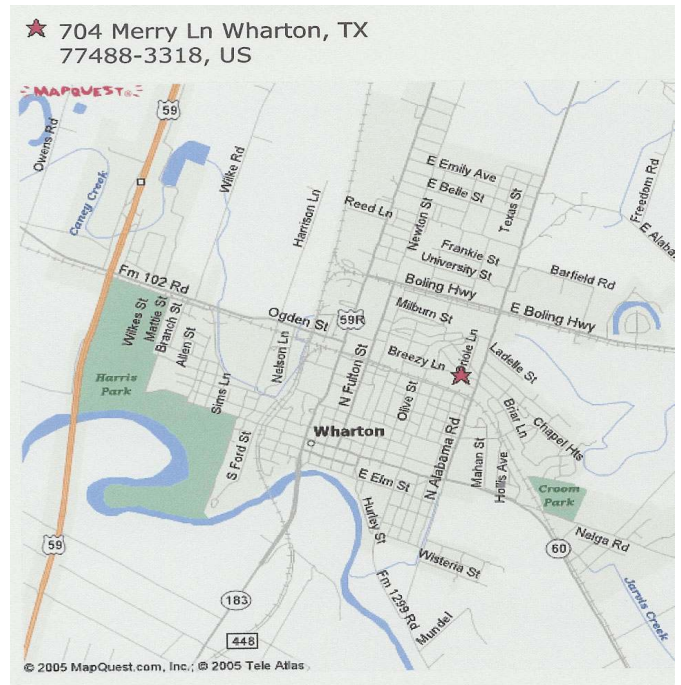 704 Merry Ln Wharton, TX
77488-3318, US
MAPQUEST
59
Owens Rd
Caney Creek
Wilke Rd
Harrison Ln
Reed Ln
E Emily Ave
E Belle St
Newton St
Texas St
Freedom Rd
Frankie St
University St
Barfield Rd
Fm 102 Rd
Boling Hwy
E Boling Hwy
Wilkes St
Mattie St
Branch St
Allen St
Ogden St
59R
Milburn St
Nelson Ln
Breezy Ln
Ladelle St
Harris
Park
Sims Ln
N Fulton St
Olive St
Briar Ln
Wharton
Chapel Hts
S Ford St
N Alabama Rd
Mahan St
Hollis Ave
E Elm St
Croom
Park
Hurley St
59
60
Nelga Rd
Wisteria St
183
Fm 1299 Rd
Mundel
Jarvis Creek
448
© 2005 MapQuest.com, Inc.; © 2005 Tele Atlas